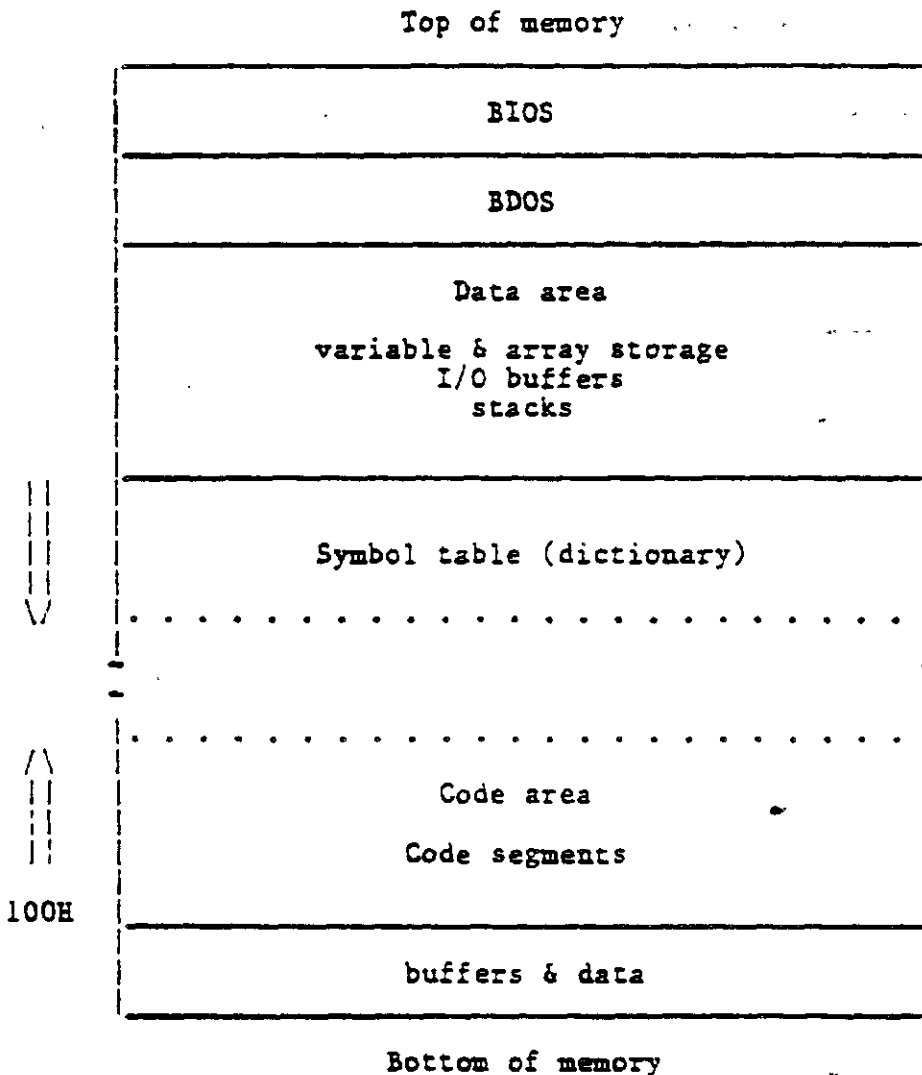 Top of memory
BIOS
BDOS
Data area
variable & array storage
I/O buffers
stacks
Symbol table (dictionary)
Code area
Code segments
100H
buffers & data
Bottom of memory